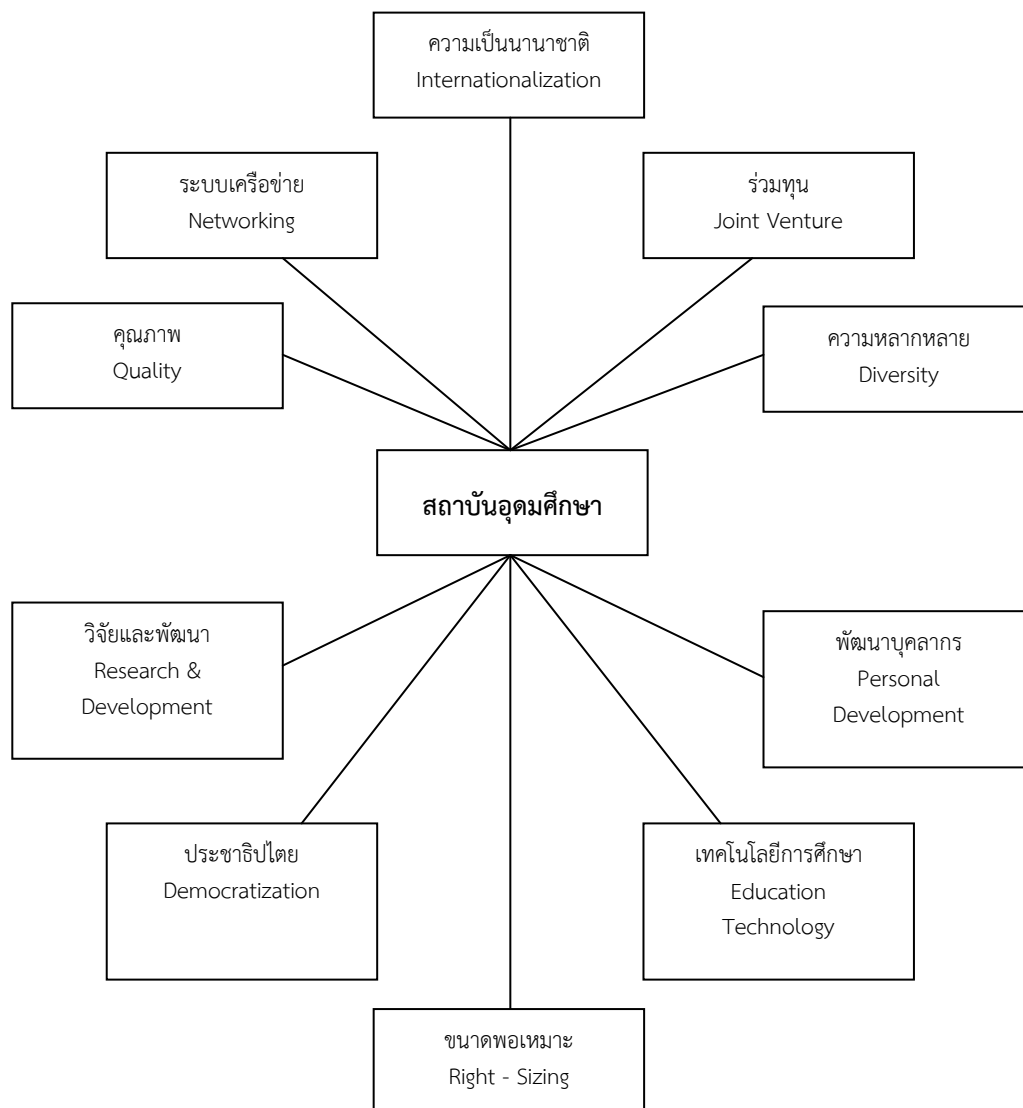 ความเป็นนานาชาติ
Internationalization
ระบบเครือข่าย
Networking
ร่วมทุน
Joint Venture
คุณภาพ
Quality
ความหลากหลาย
Diversity
สถาบันอุดมศึกษา
วิจัยและพัฒนา
Research &
Development
พัฒนาบุคลากร
Personal
Development
ประชาธิปไตย
Democratization
เทคโนโลยีการศึกษา
Education
Technology
ขนาดพอเหมาะ
Right - Sizing